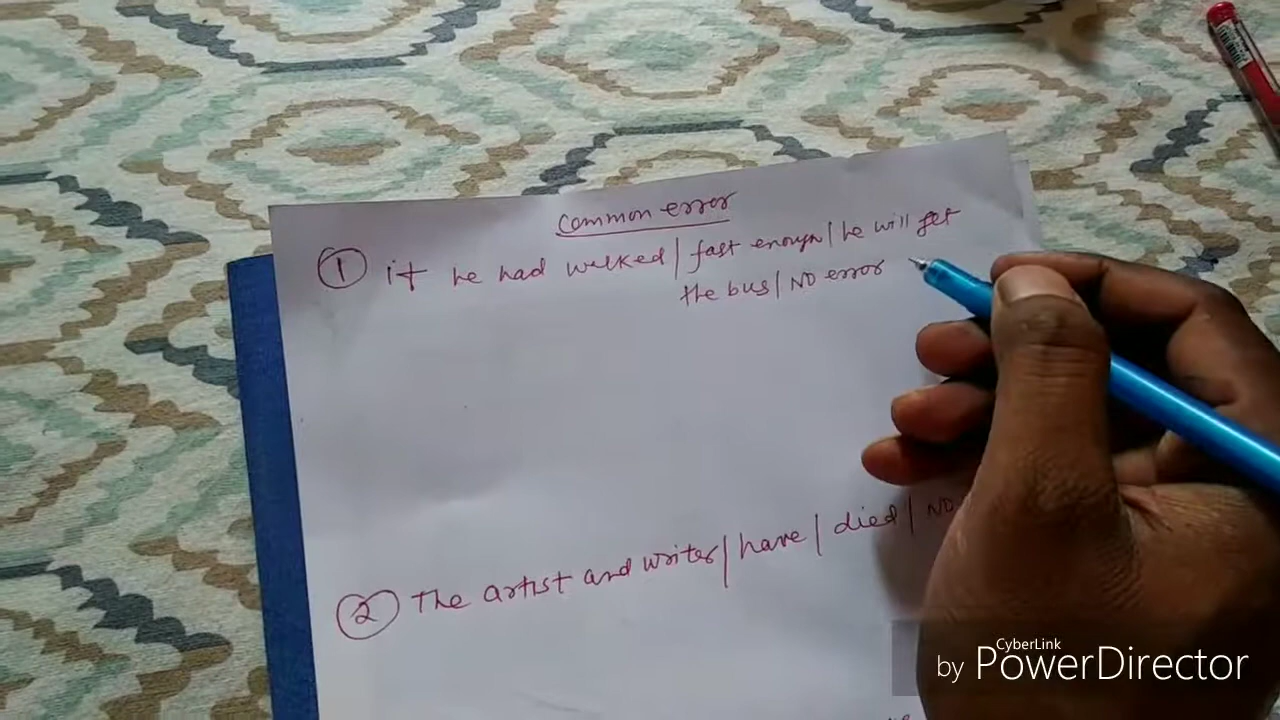 common error
① if he had walked / fast enough / he will get
the bus / NO error
② The artist and writer / have / died / NO
CyberLink
by PowerDirector